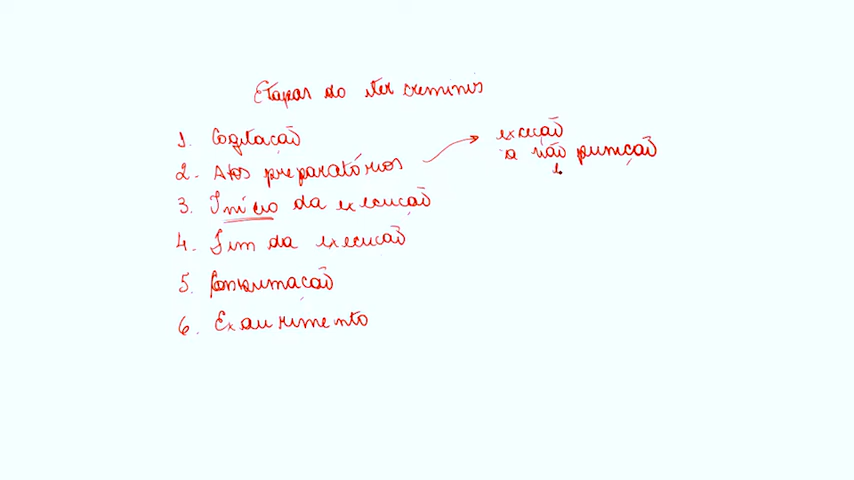 Etapas do iter criminis
1. Cogitação
2. Atos preparatórios
exceção
a não punição
3. Início da execução
4. Fim da execução
5. Consumação
6. Exaurimento